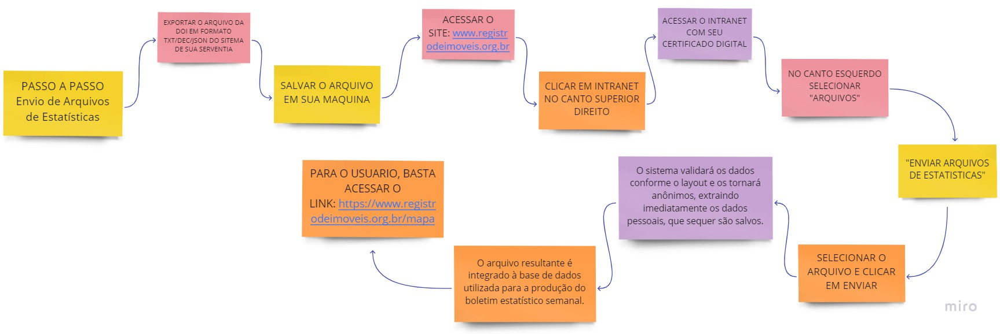 PASSO A PASSO
Envio de Arquivos
de Estatísticas
EXPORTAR O ARQUIVO DA
DOI EM FORMATO
TXT/DEC/JSON DO SITEMA
DE SUA SERVENTIA
SALVAR O ARQUIVO
EM SUA MAQUINA
ACESSAR O
SITE: www.registr
odeimoveis.org.br
CLICAR EM INTRANET
NO CANTO SUPERIOR
DIREITO
ACESSAR O INTRANET
COM SEU
CERTIFICADO DIGITAL
NO CANTO ESQUERDO
SELECIONAR
"ARQUIVOS"
"ENVIAR ARQUIVOS
DE ESTATISTICAS"
SELECIONAR O
ARQUIVO E CLICAR
EM ENVIAR
O sistema validará os dados
conforme o layout e os tornará
anônimos, extraindo
imediatamente os dados
pessoais, que sequer são salvos.
O arquivo resultante é
integrado à base de dados
utilizada para a produção do
boletim estatístico semanal.
PARA O USUARIO, BASTA
ACESSAR O
LINK: https://www.registr
odeimoveis.org.br/mapa
miro